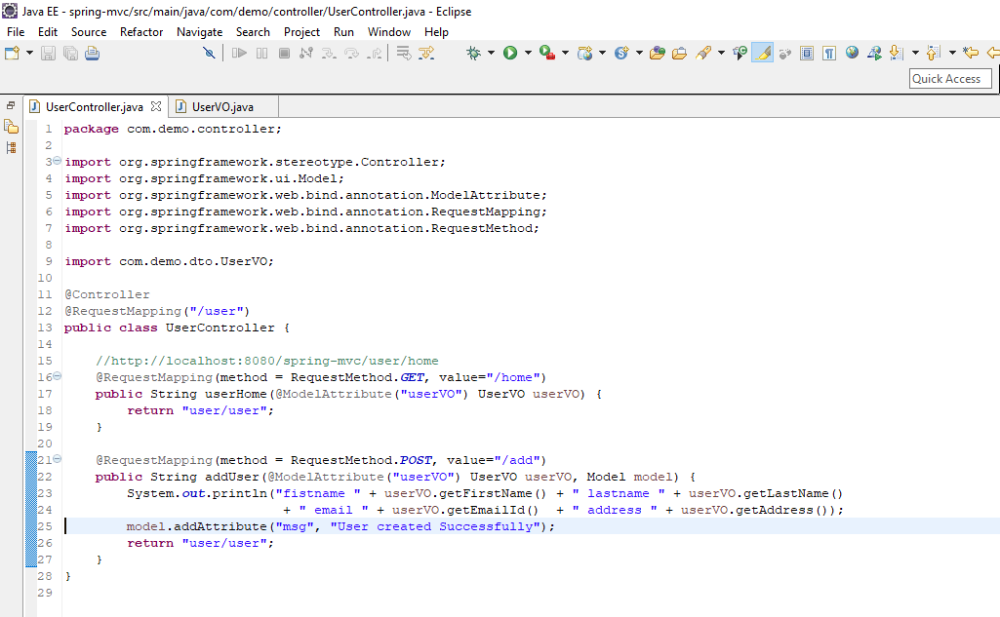 Java EE - spring-mvc/src/main/java/com/demo/controller/UserController.java - Eclipse
File Edit Source Refactor Navigate Search Project Run Window Help
Quick Access
UserController.java UserVO.java
1 package com.demo.controller;
2
3 import org.springframework.stereotype.Controller;
4 import org.springframework.ui.Model;
5 import org.springframework.web.bind.annotation.ModelAttribute;
6 import org.springframework.web.bind.annotation.RequestMapping;
7 import org.springframework.web.bind.annotation.RequestMethod;
8
9 import com.demo.dto.UserVO;
10
11 @Controller
12 @RequestMapping("/user")
13 public class UserController {
14
15     //http://localhost:8080/spring-mvc/user/home
16     @RequestMapping(method = RequestMethod.GET, value="/home")
17     public String userHome(@ModelAttribute("userVO") UserVO userVO) {
18         return "user/user";
19     }
20
21     @RequestMapping(method = RequestMethod.POST, value="/add")
22     public String addUser(@ModelAttribute("userVO") UserVO userVO, Model model) {
23         System.out.println("fistname " + userVO.getFirstName() + " lastname " + userVO.getLastName()
24                             + " email " + userVO.getEmailId()  + " address " + userVO.getAddress());
25         model.addAttribute("msg", "User created Successfully");
26         return "user/user";
27     }
28 }
29